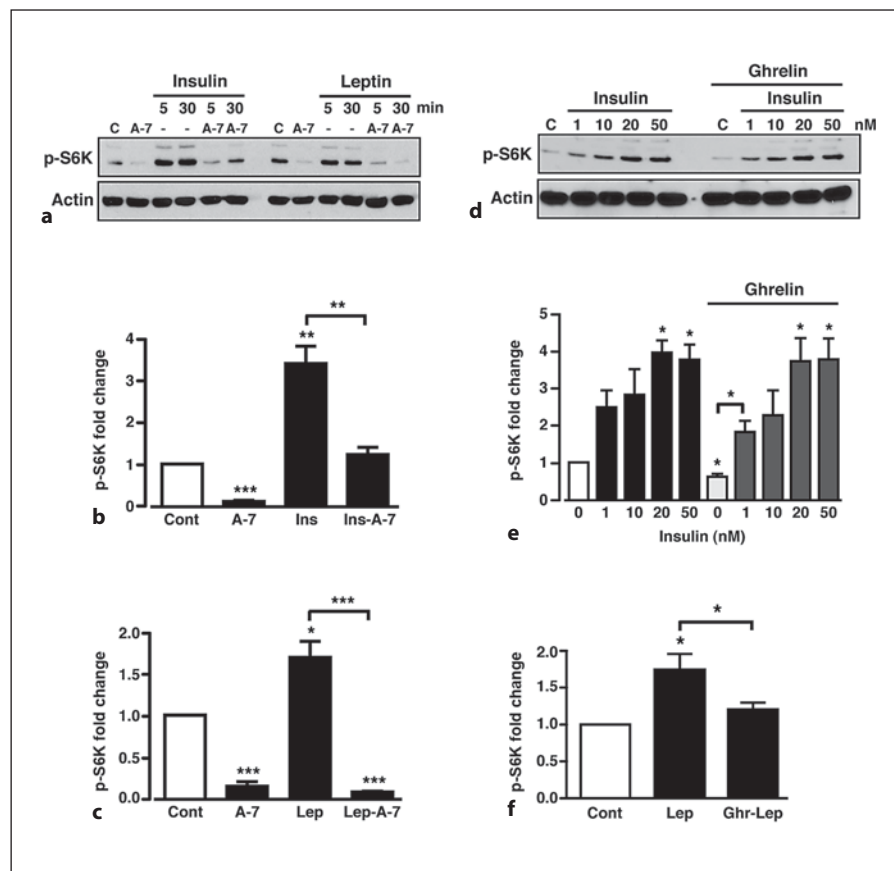 Insulin Leptin
5 30 5 30 5 30 5 30 min
C A-7 - - A-7 A-7 C A-7 - - A-7 A-7
p-S6K
Actin
a
Ghrelin
Insulin Insulin
C 1 10 20 50 C 1 10 20 50 nM
p-S6K
Actin
d
p-S6K fold change
4
3
2
1
0
**
**
***
Cont A-7 Ins Ins-A-7
b
Ghrelin
p-S6K fold change
5
4
3
2
1
0
* * * * * *
0 1 10 20 50 0 1 10 20 50
Insulin (nM)
e
p-S6K fold change
2.0
1.5
1.0
0.5
0.0
***
*
*** ***
Cont A-7 Lep Lep-A-7
c
p-S6K fold change
2.0
1.5
1.0
0.5
0.0
*
*
Cont Lep Ghr-Lep
f